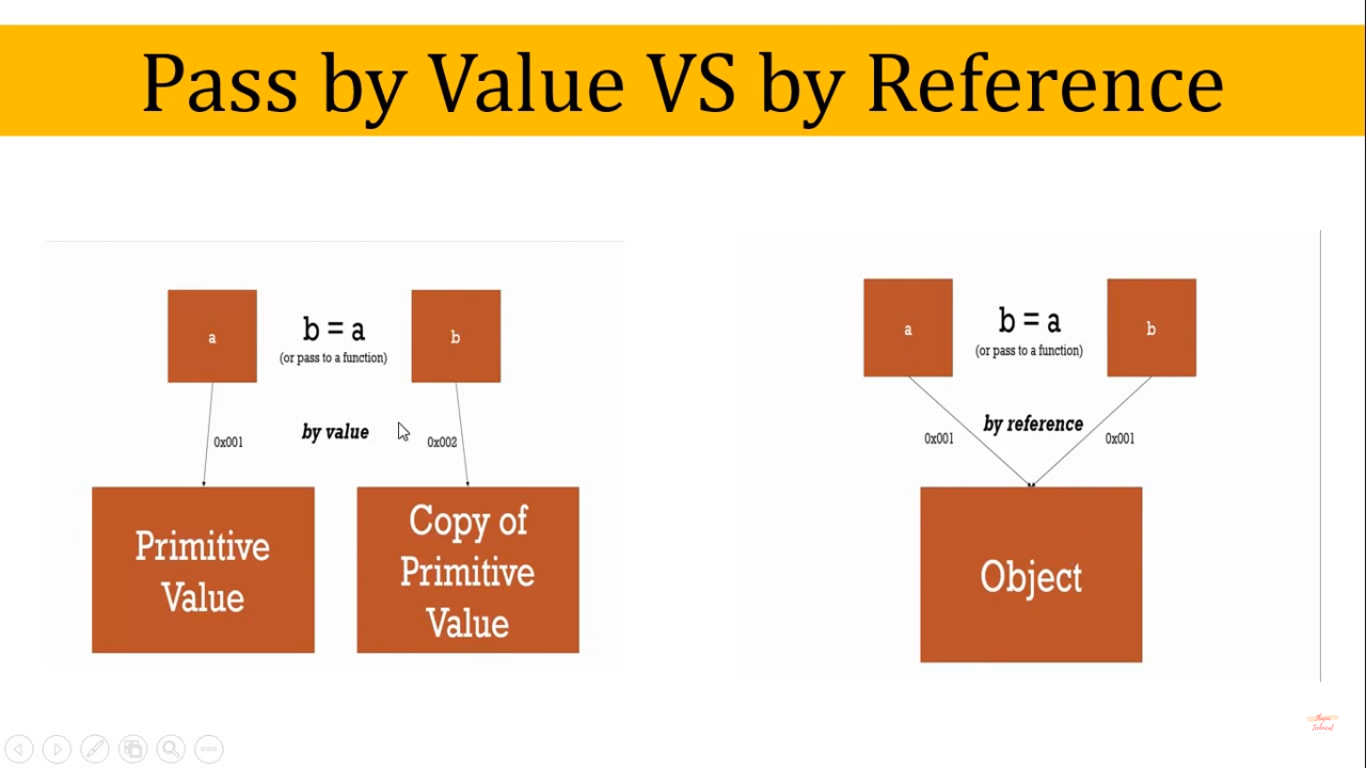 Pass by Value VS by Reference
a
b = a
(or pass to a function)
b
by value
0x001
0x002
Primitive
Value
Copy of
Primitive
Value
a
b = a
(or pass to a function)
b
by reference
0x001
0x001
Object
Technical